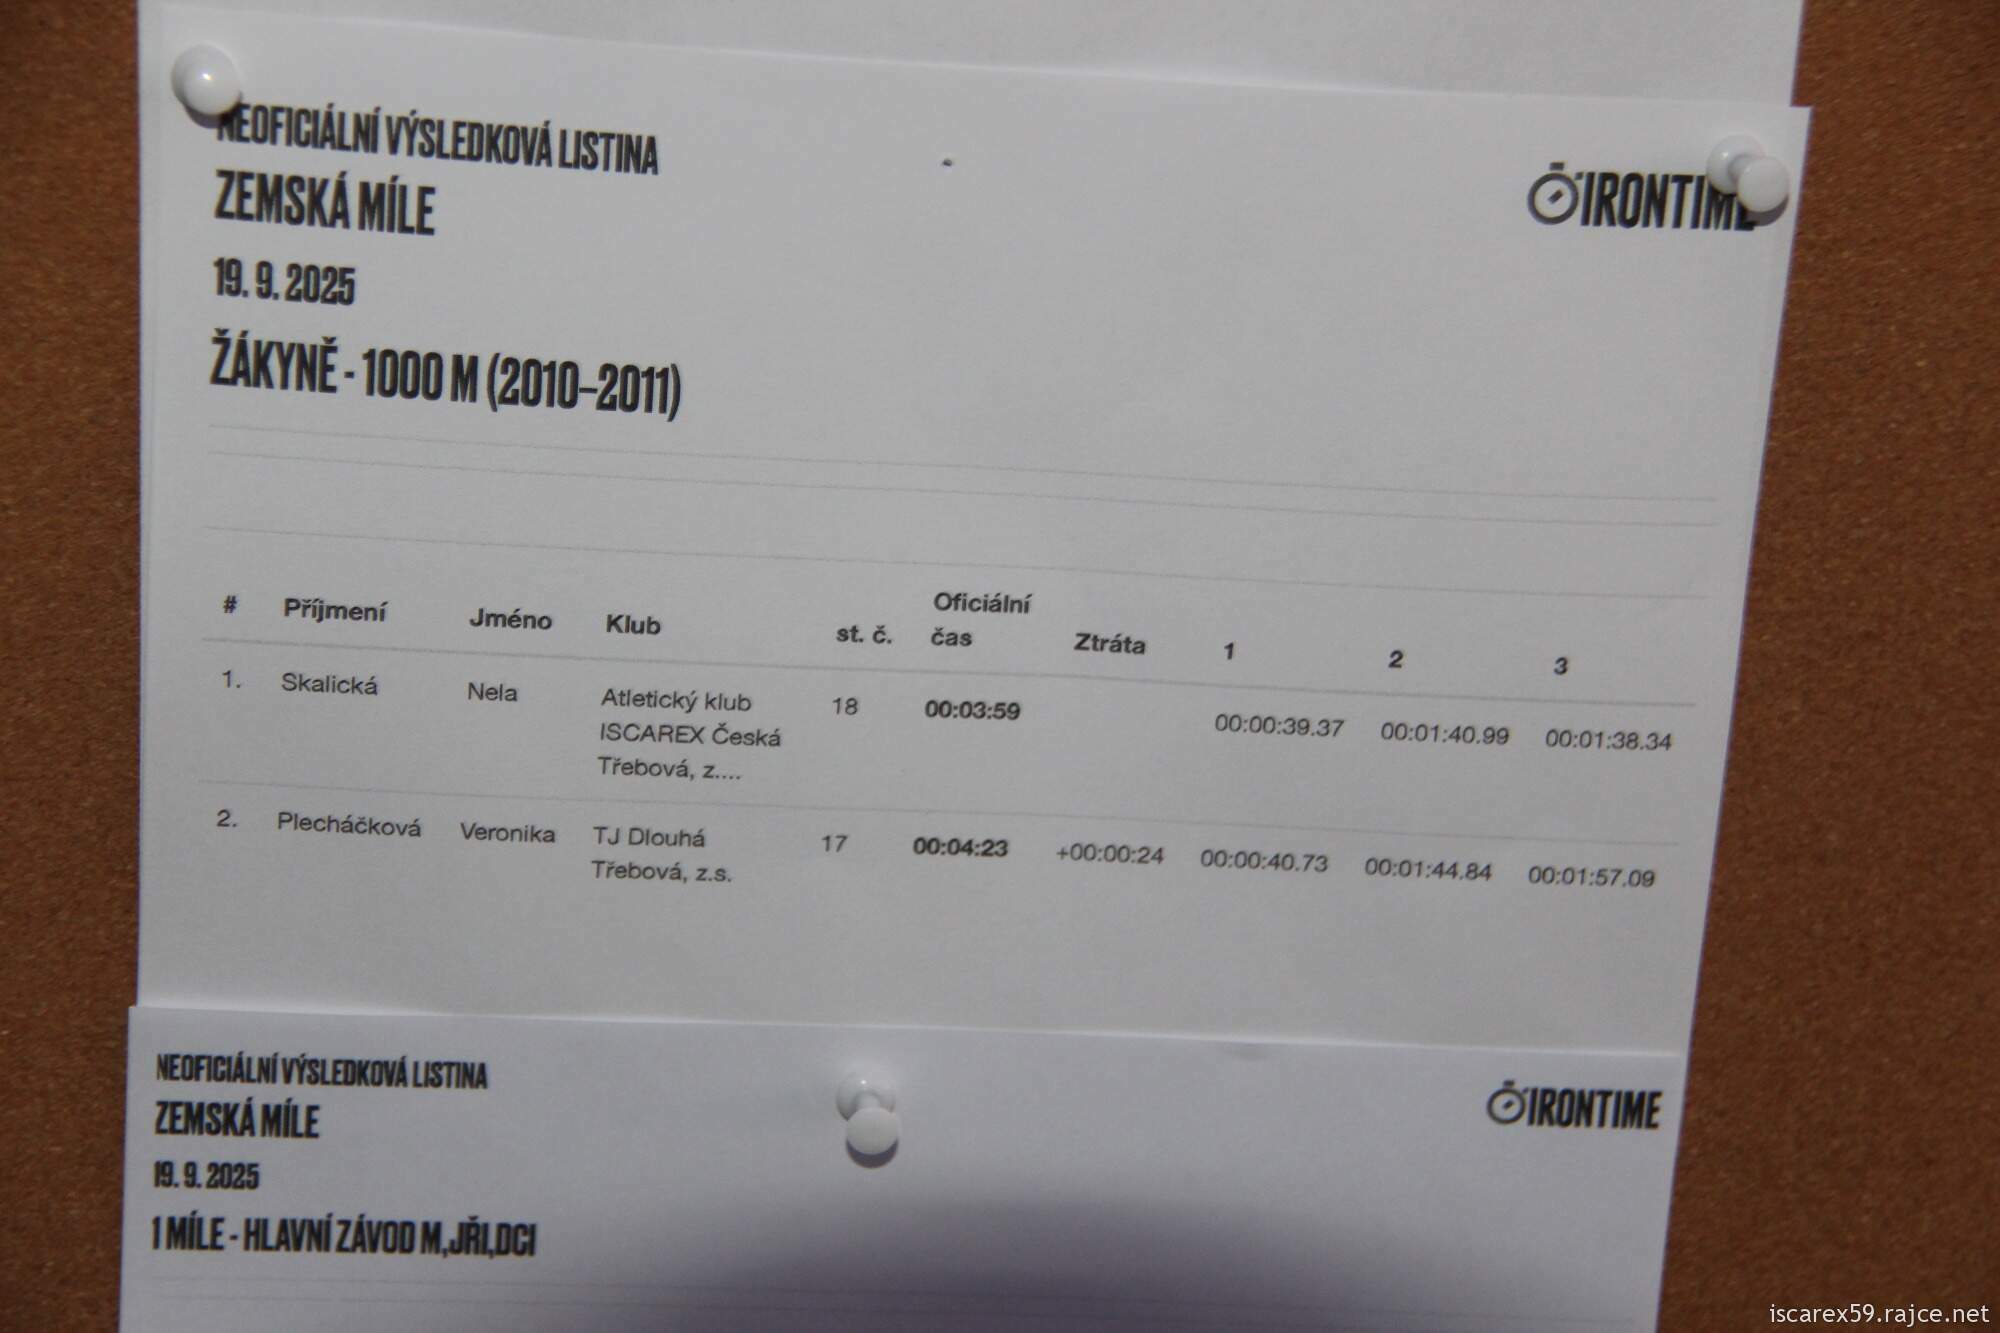 NEOFICIÁLNÍ VÝSLEDKOVÁ LISTINA
ZEMSKÁ MÍLE
IRONTIME
19. 9. 2025
ŽÁKYNĚ - 1000 M (2010–2011)
# Příjmení Jméno Klub st. č. Oficiální čas Ztráta 1 2 3
1. Skalická Nela Atletický klub 18 00:03:59 00:00:39.37 00:01:40.99 00:01:38.34
ISCAREX Česká
Třebová, z....
2. Plecháčková Veronika TJ Dlouhá 17 00:04:23 +00:00:24 00:00:40.73 00:01:44.84 00:01:57.09
Třebová, z.s.
NEOFICIÁLNÍ VÝSLEDKOVÁ LISTINA
ZEMSKÁ MÍLE
IRONTIME
19. 9. 2025
1 MÍLE - HLAVNÍ ZÁVOD M,JŘI,DCI
iscarex59.rajce.net